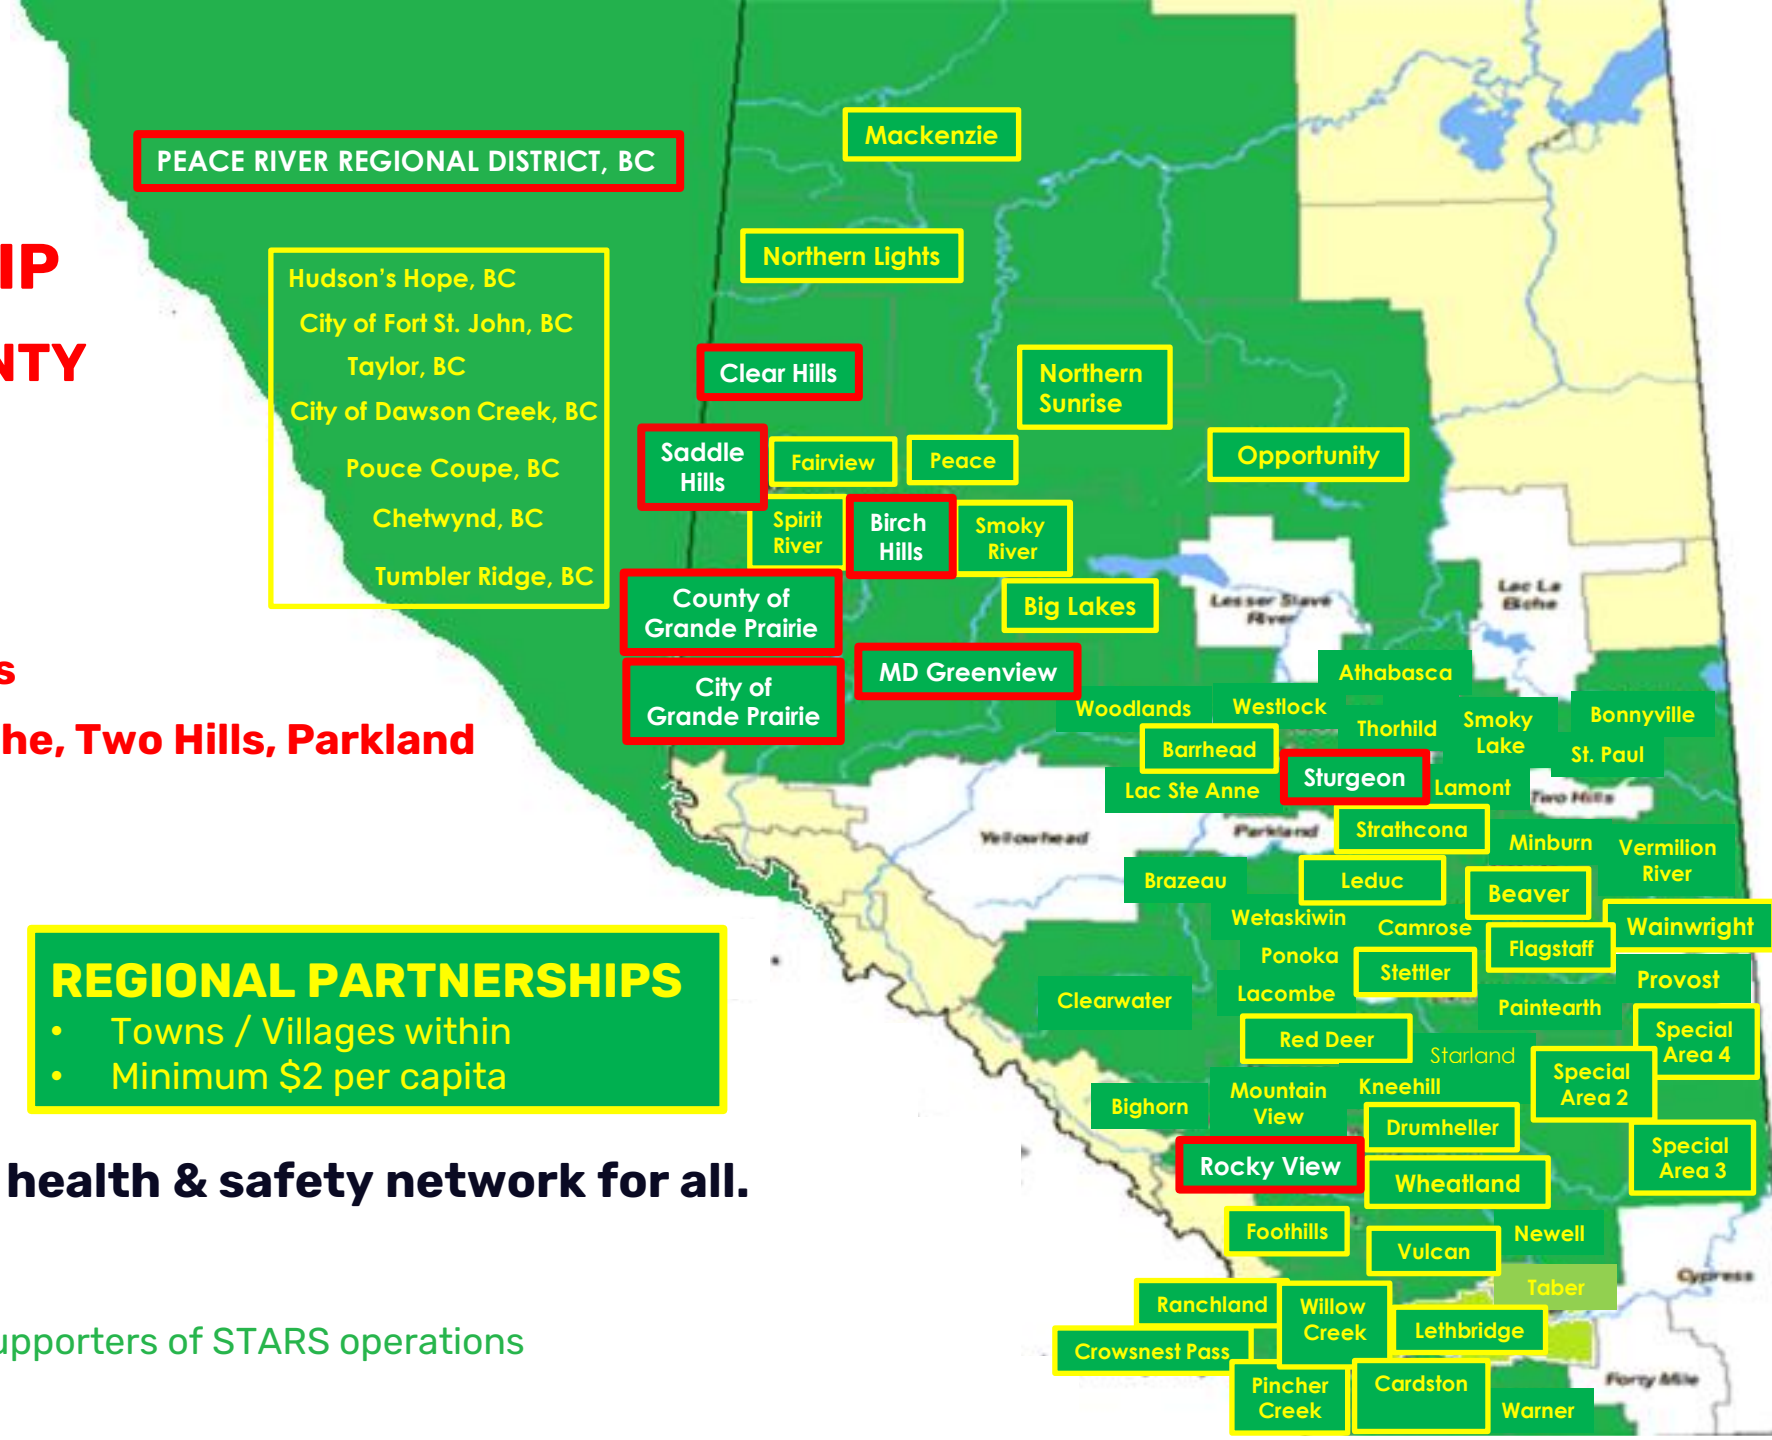 PEACE RIVER REGIONAL DISTRICT, BC
Mackenzie
Northern Lights
IP
NTY
Hudson's Hope, BC
City of Fort St. John, BC
Taylor, BC
City of Dawson Creek, BC
Pouce Coupe, BC
Chetwynd, BC
Tumbler Ridge, BC
Clear Hills
Northern
Sunrise
Saddle
Hills
Fairview
Peace
Opportunity
Spirit
River
Birch
Hills
Smoky
River
County of
Grande Prairie
Big Lakes
Lesser Slave
River
Lac La
Biche
City of
Grande Prairie
MD Greenview
s
he, Two Hills, Parkland
Athabasca
Woodlands
Westlock
Thorhild
Smoky
Lake
Bonnyville
St. Paul
Barrhead
Sturgeon
Lac Ste Anne
Lamont
Two Hills
Yellowhead
Parkland
Strathcona
Minburn
Vermilion
River
Brazeau
Leduc
Beaver
Wetaskiwin
Camrose
Wainwright
Ponoka
Flagstaff
Stettler
Provost
Clearwater
Lacombe
Paintearth
Red Deer
Starland
Special
Area 4
Special
Area 2
Bighorn
Mountain
View
Kneehill
Drumheller
Special
Area 3
Rocky View
Wheatland
Foothills
Vulcan
Newell
Cypress
Taber
Ranchland
Willow
Creek
Lethbridge
Crowsnest Pass
Pincher
Creek
Cardston
Warner
Forty Mile
REGIONAL PARTNERSHIPS
• Towns / Villages within
• Minimum $2 per capita
health & safety network for all.
upporters of STARS operations